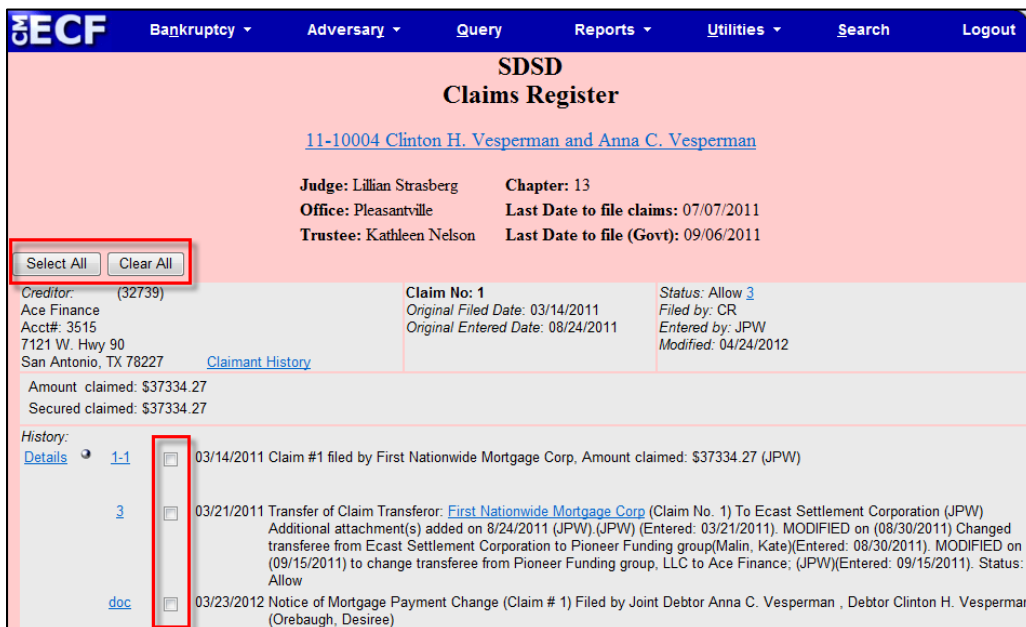 CM ECF Bankruptcy Adversary Query Reports Utilities Search Logout
SDSD
Claims Register
11-10004 Clinton H. Vesperman and Anna C. Vesperman
Judge: Lillian Strasberg Chapter: 13
Office: Pleasantville Last Date to file claims: 07/07/2011
Trustee: Kathleen Nelson Last Date to file (Govt): 09/06/2011
Select All Clear All
Creditor: (32739) Claim No: 1 Status: Allow 3
Ace Finance Original Filed Date: 03/14/2011 Filed by: CR
Acct#: 3515 Original Entered Date: 08/24/2011 Entered by: JPW
7121 W. Hwy 90 Modified: 04/24/2012
San Antonio, TX 78227 Claimant History
Amount claimed: $37334.27
Secured claimed: $37334.27
History:
Details 1-1 03/14/2011 Claim #1 filed by First Nationwide Mortgage Corp, Amount claimed: $37334.27 (JPW)
3 03/21/2011 Transfer of Claim Transferor: First Nationwide Mortgage Corp (Claim No. 1) To Ecast Settlement Corporation (JPW)
Additional attachment(s) added on 8/24/2011 (JPW).(JPW) (Entered: 03/21/2011). MODIFIED on (08/30/2011) Changed
transferee from Ecast Settlement Corporation to Pioneer Funding group(Malin, Kate)(Entered: 08/30/2011). MODIFIED on
(09/15/2011) to change transferee from Pioneer Funding group, LLC to Ace Finance; (JPW)(Entered: 09/15/2011). Status:
Allow
doc 03/23/2012 Notice of Mortgage Payment Change (Claim # 1) Filed by Joint Debtor Anna C. Vesperman , Debtor Clinton H. Vesperman
(Orebaugh, Desiree)